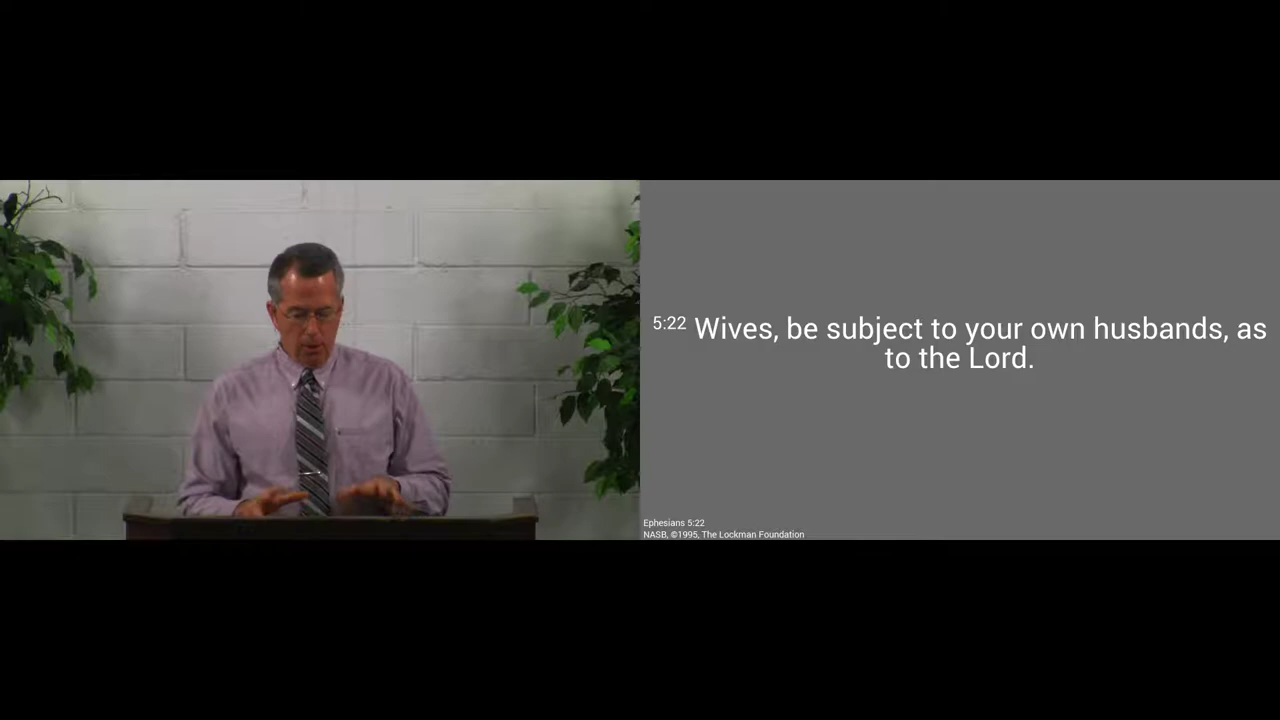 5:22 Wives, be subject to your own husbands, as
to the Lord.
Ephesians 5:22
NASB, ©1995, The Lockman Foundation